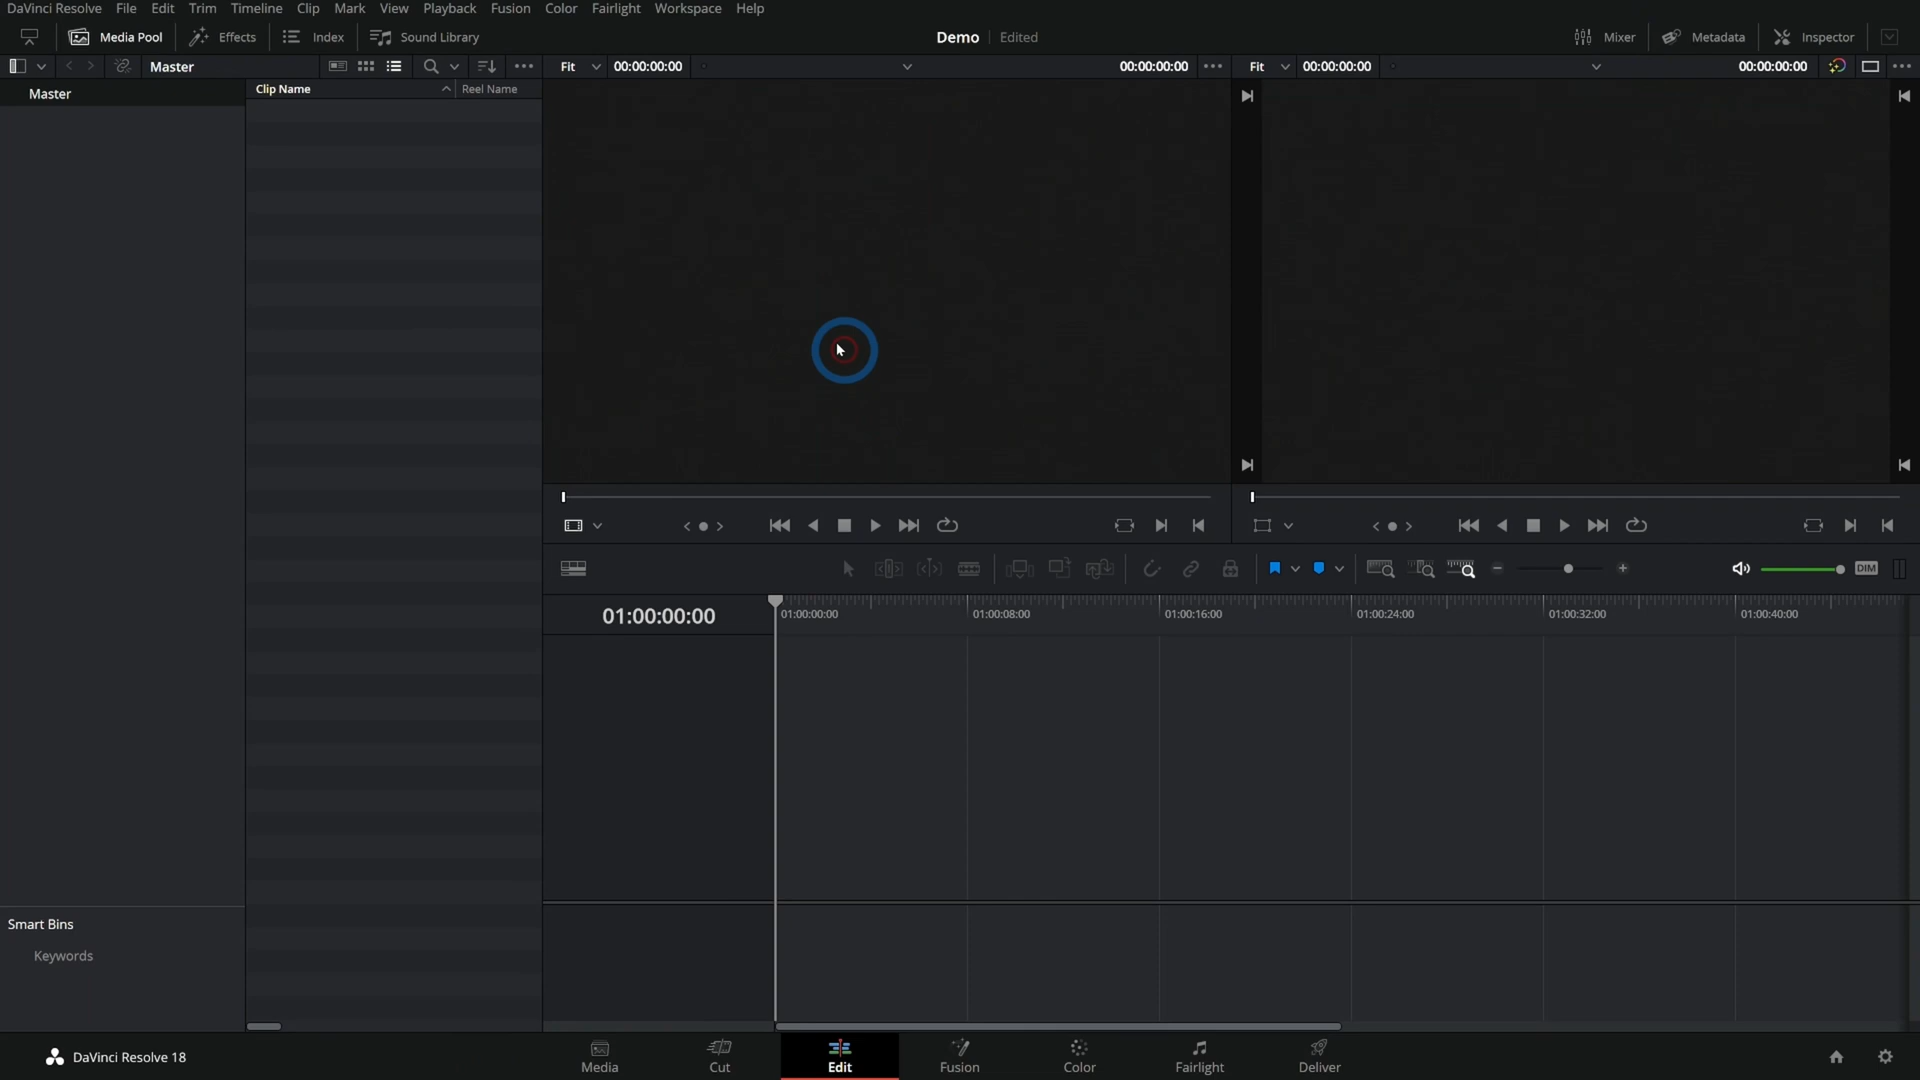 DaVinci Resolve File Edit Trim Timeline Clip Mark View Playback Fusion Color Fairlight Workspace Help
Media Pool Effects Index Sound Library Demo Edited Mixer Metadata Inspector
Master Fit 00:00:00:00 00:00:00:00 Fit 00:00:00:00 00:00:00:00
Master Clip Name Reel Name
DIM
01:00:00:00 01:00:00:00 01:00:08:00 01:00:16:00 01:00:24:00 01:00:32:00 01:00:40:00
Smart Bins
Keywords
DaVinci Resolve 18 Media Cut Edit Fusion Color Fairlight Deliver